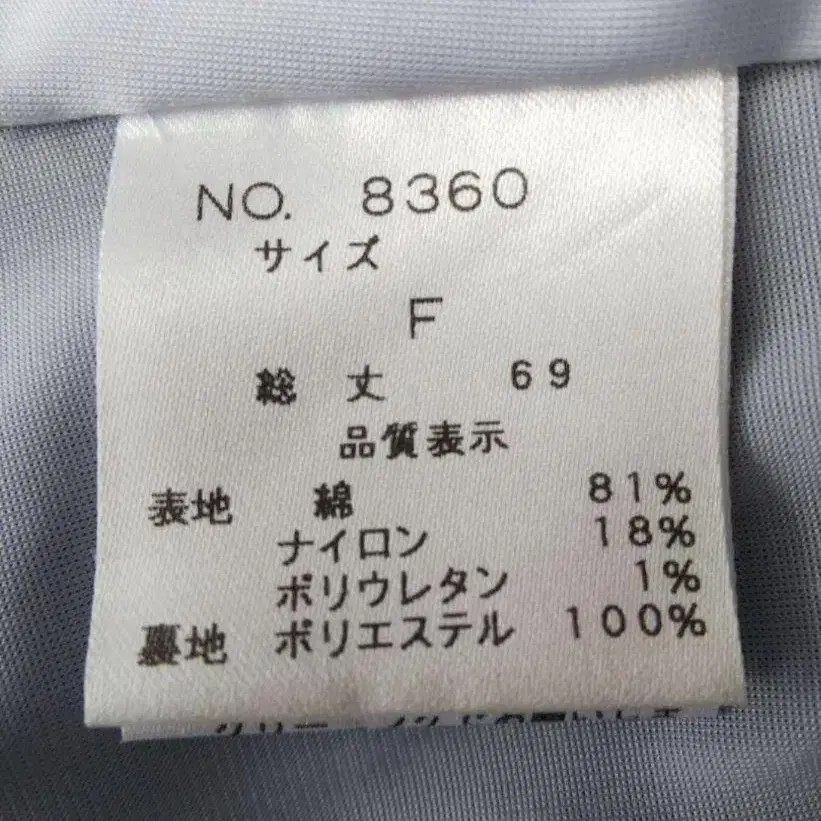 NO. 8360
サイズ
F
総丈 69
品質表示
表地 綿 81%
ナイロン 18%
ポリウレタン 1%
裏地 ポリエステル 100%